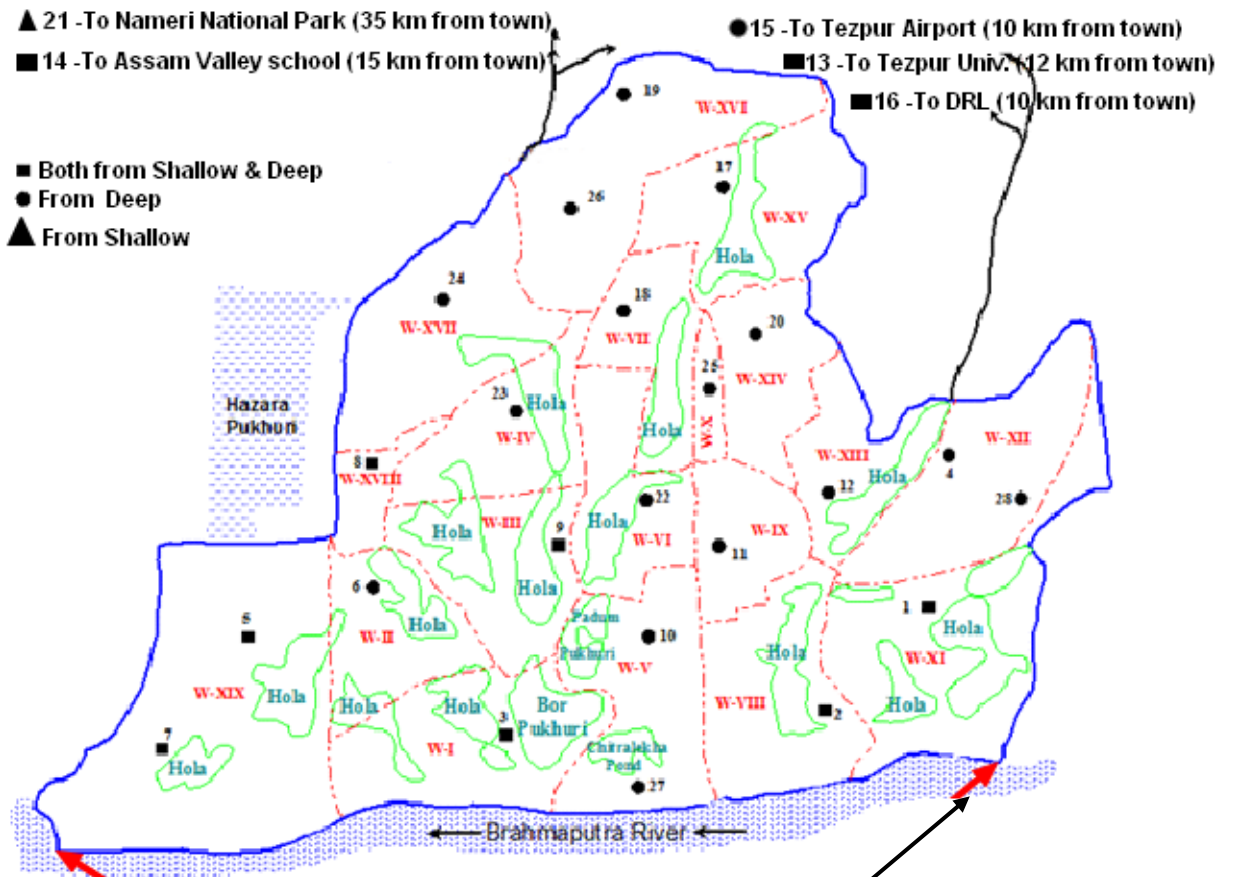 ▲ 21 -To Nameri National Park (35 km from town)
■ 14 -To Assam Valley school (15 km from town)
●15 -To Tezpur Airport (10 km from town)
■13 -To Tezpur Univ. (12 km from town)
■16 -To DRL (10 km from town)
■ Both from Shallow & Deep
● From Deep
▲ From Shallow
19
W-XVI
17
26
W-XV
Hola
24
18
W-XVII
20
W-VII
25
W-XIV
23
Hola
Hazara
Pukhuri
W-IV
Hola
W-X
W-XII
W-XIII
8
W-XVIII
Hola
4
12
22
28
Hola
W-III
Hola
9
W-VI
W-IX
11
6
Hola
1
5
Hola
W-II
Padum
Pukhuri
10
Hola
Hola
W-V
W-XI
W-XIX
Hola
Hola
Hola
Bor
Pukhuri
W-VIII
Hola
2
3
7
W-I
Chitralekha
Pond
Hola
27
Brahmaputra River